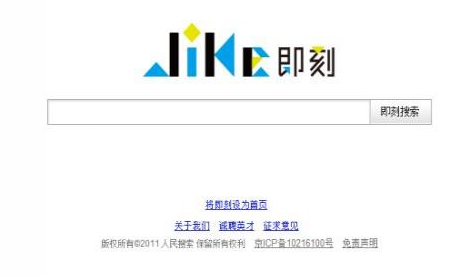 JiKE 即刻
即刻搜索
将即刻设为首页
关于我们 诚聘英才 征求意见
版权所有©2011 人民搜索 保留所有权利 京ICP备10216100号 免责声明